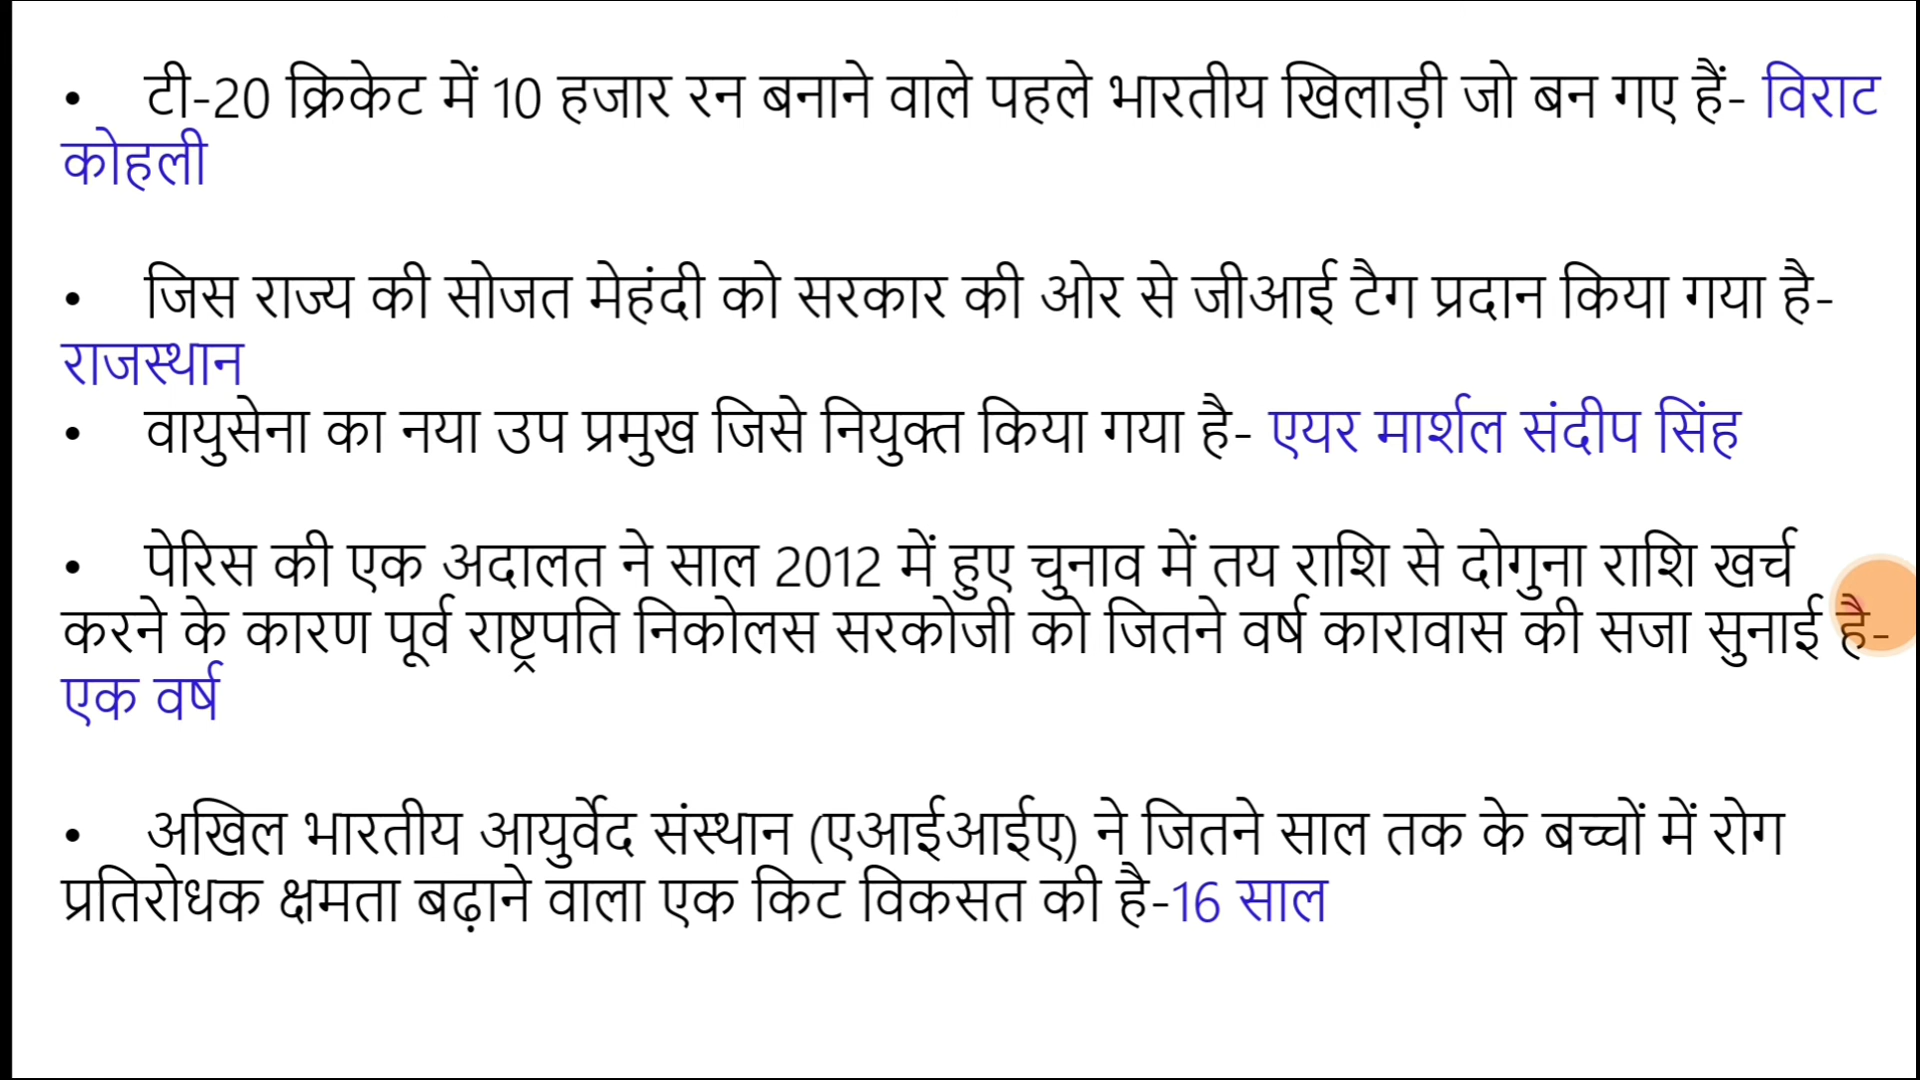 • टी-20 क्रिकेट में 10 हजार रन बनाने वाले पहले भारतीय खिलाड़ी जो बन गए हैं- विराट
कोहली
• जिस राज्य की सोजत मेहंदी को सरकार की ओर से जीआई टैग प्रदान किया गया है-
राजस्थान
• वायुसेना का नया उप प्रमुख जिसे नियुक्त किया गया है- एयर मार्शल संदीप सिंह
• पेरिस की एक अदालत ने साल 2012 में हुए चुनाव में तय राशि से दोगुना राशि खर्च
करने के कारण पूर्व राष्ट्रपति निकोलस सरकोजी को जितने वर्ष कारावास की सजा सुनाई है-
एक वर्ष
• अखिल भारतीय आयुर्वेद संस्थान (एआईआईए) ने जितने साल तक के बच्चों में रोग
प्रतिरोधक क्षमता बढ़ाने वाला एक किट विकसत की है-16 साल